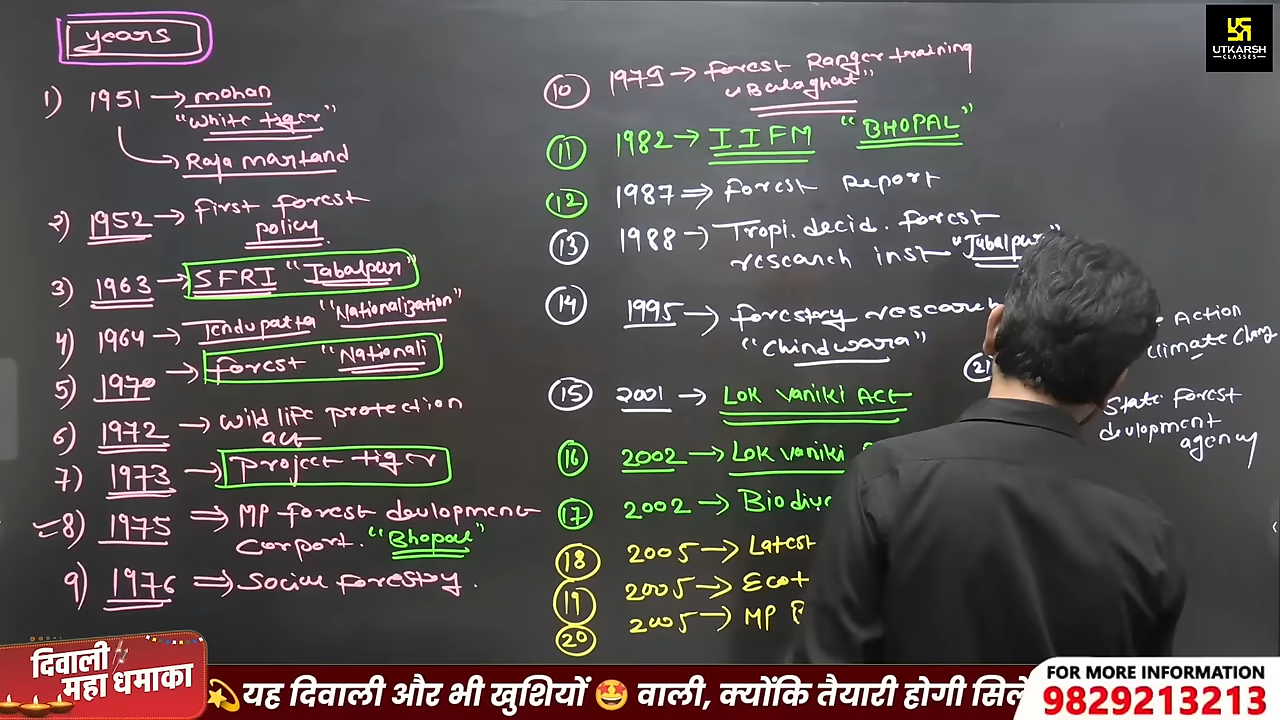 years
1) 1951 → mohan
"White tiger"
→ Raja martand
2) 1952 → first forest
policy.
3) 1963 → SFRI "Jabalpur"
4) 1964 → Tendupatta "Nationalization"
5) 1970 → forest "Nationali"
6) 1972 → Wild life protection
act
7) 1973 → project tiger
8) 1975 ⇒ MP forest devlopment
Corport. "Bhopal"
9) 1976 ⇒ Social forestry.
10 1979 → forest Ranger training
"Balaghat"
11 1982 → IIFM "BHOPAL"
12 1987 ⇒ forest Report
13 1988 → Tropi. decid. forest
research inst "Jabalpur"
14 1995 → forestry research
"Chindwara"
15 2001 → Lok Vaniki Act
16 2002 → Lok Vaniki
17 2002 → Biodive
18 2005 → Latest
19 2005 → Ecot
20 2005 → MP
21
Action
Climate Chang
State forest
devlopment
agency
UTKARSH
CLASSES
दिवाली
महा धमाका
यह दिवाली और भी खुशियों 🤩 वाली, क्योंकि तैयारी होगी सिले
FOR MORE INFORMATION
9829213213